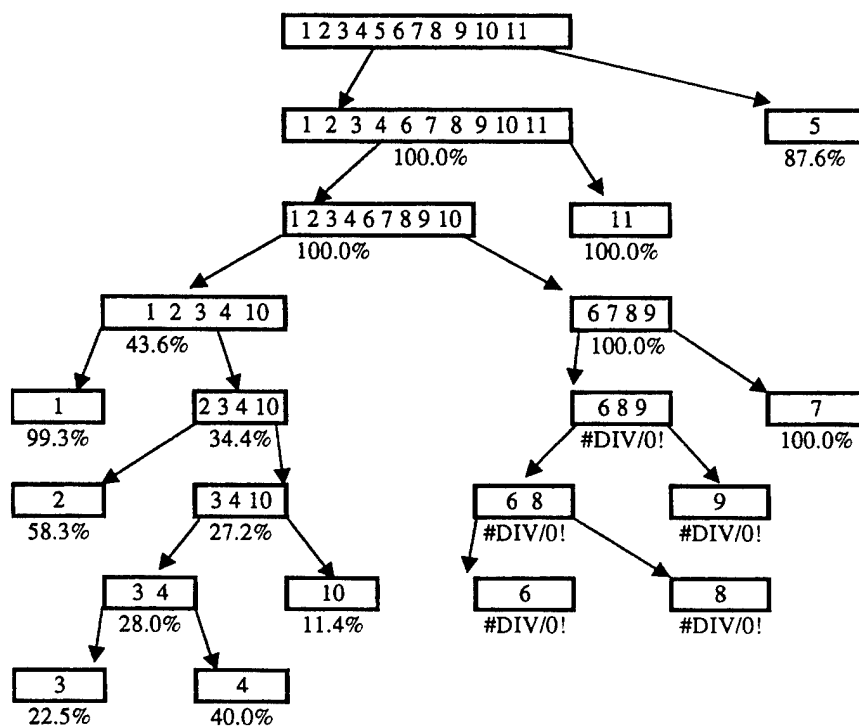 1 2 3 4 5 6 7 8 9 10 11
1 2 3 4 6 7 8 9 10 11
5
100.0%
87.6%
1 2 3 4 6 7 8 9 10
11
100.0%
100.0%
1 2 3 4 10
6 7 8 9
43.6%
100.0%
1
2 3 4 10
6 8 9
7
99.3%
34.4%
#DIV/0!
100.0%
2
3 4 10
6 8
9
58.3%
27.2%
#DIV/0!
#DIV/0!
3 4
10
6
8
28.0%
11.4%
#DIV/0!
#DIV/0!
3
4
22.5%
40.0%